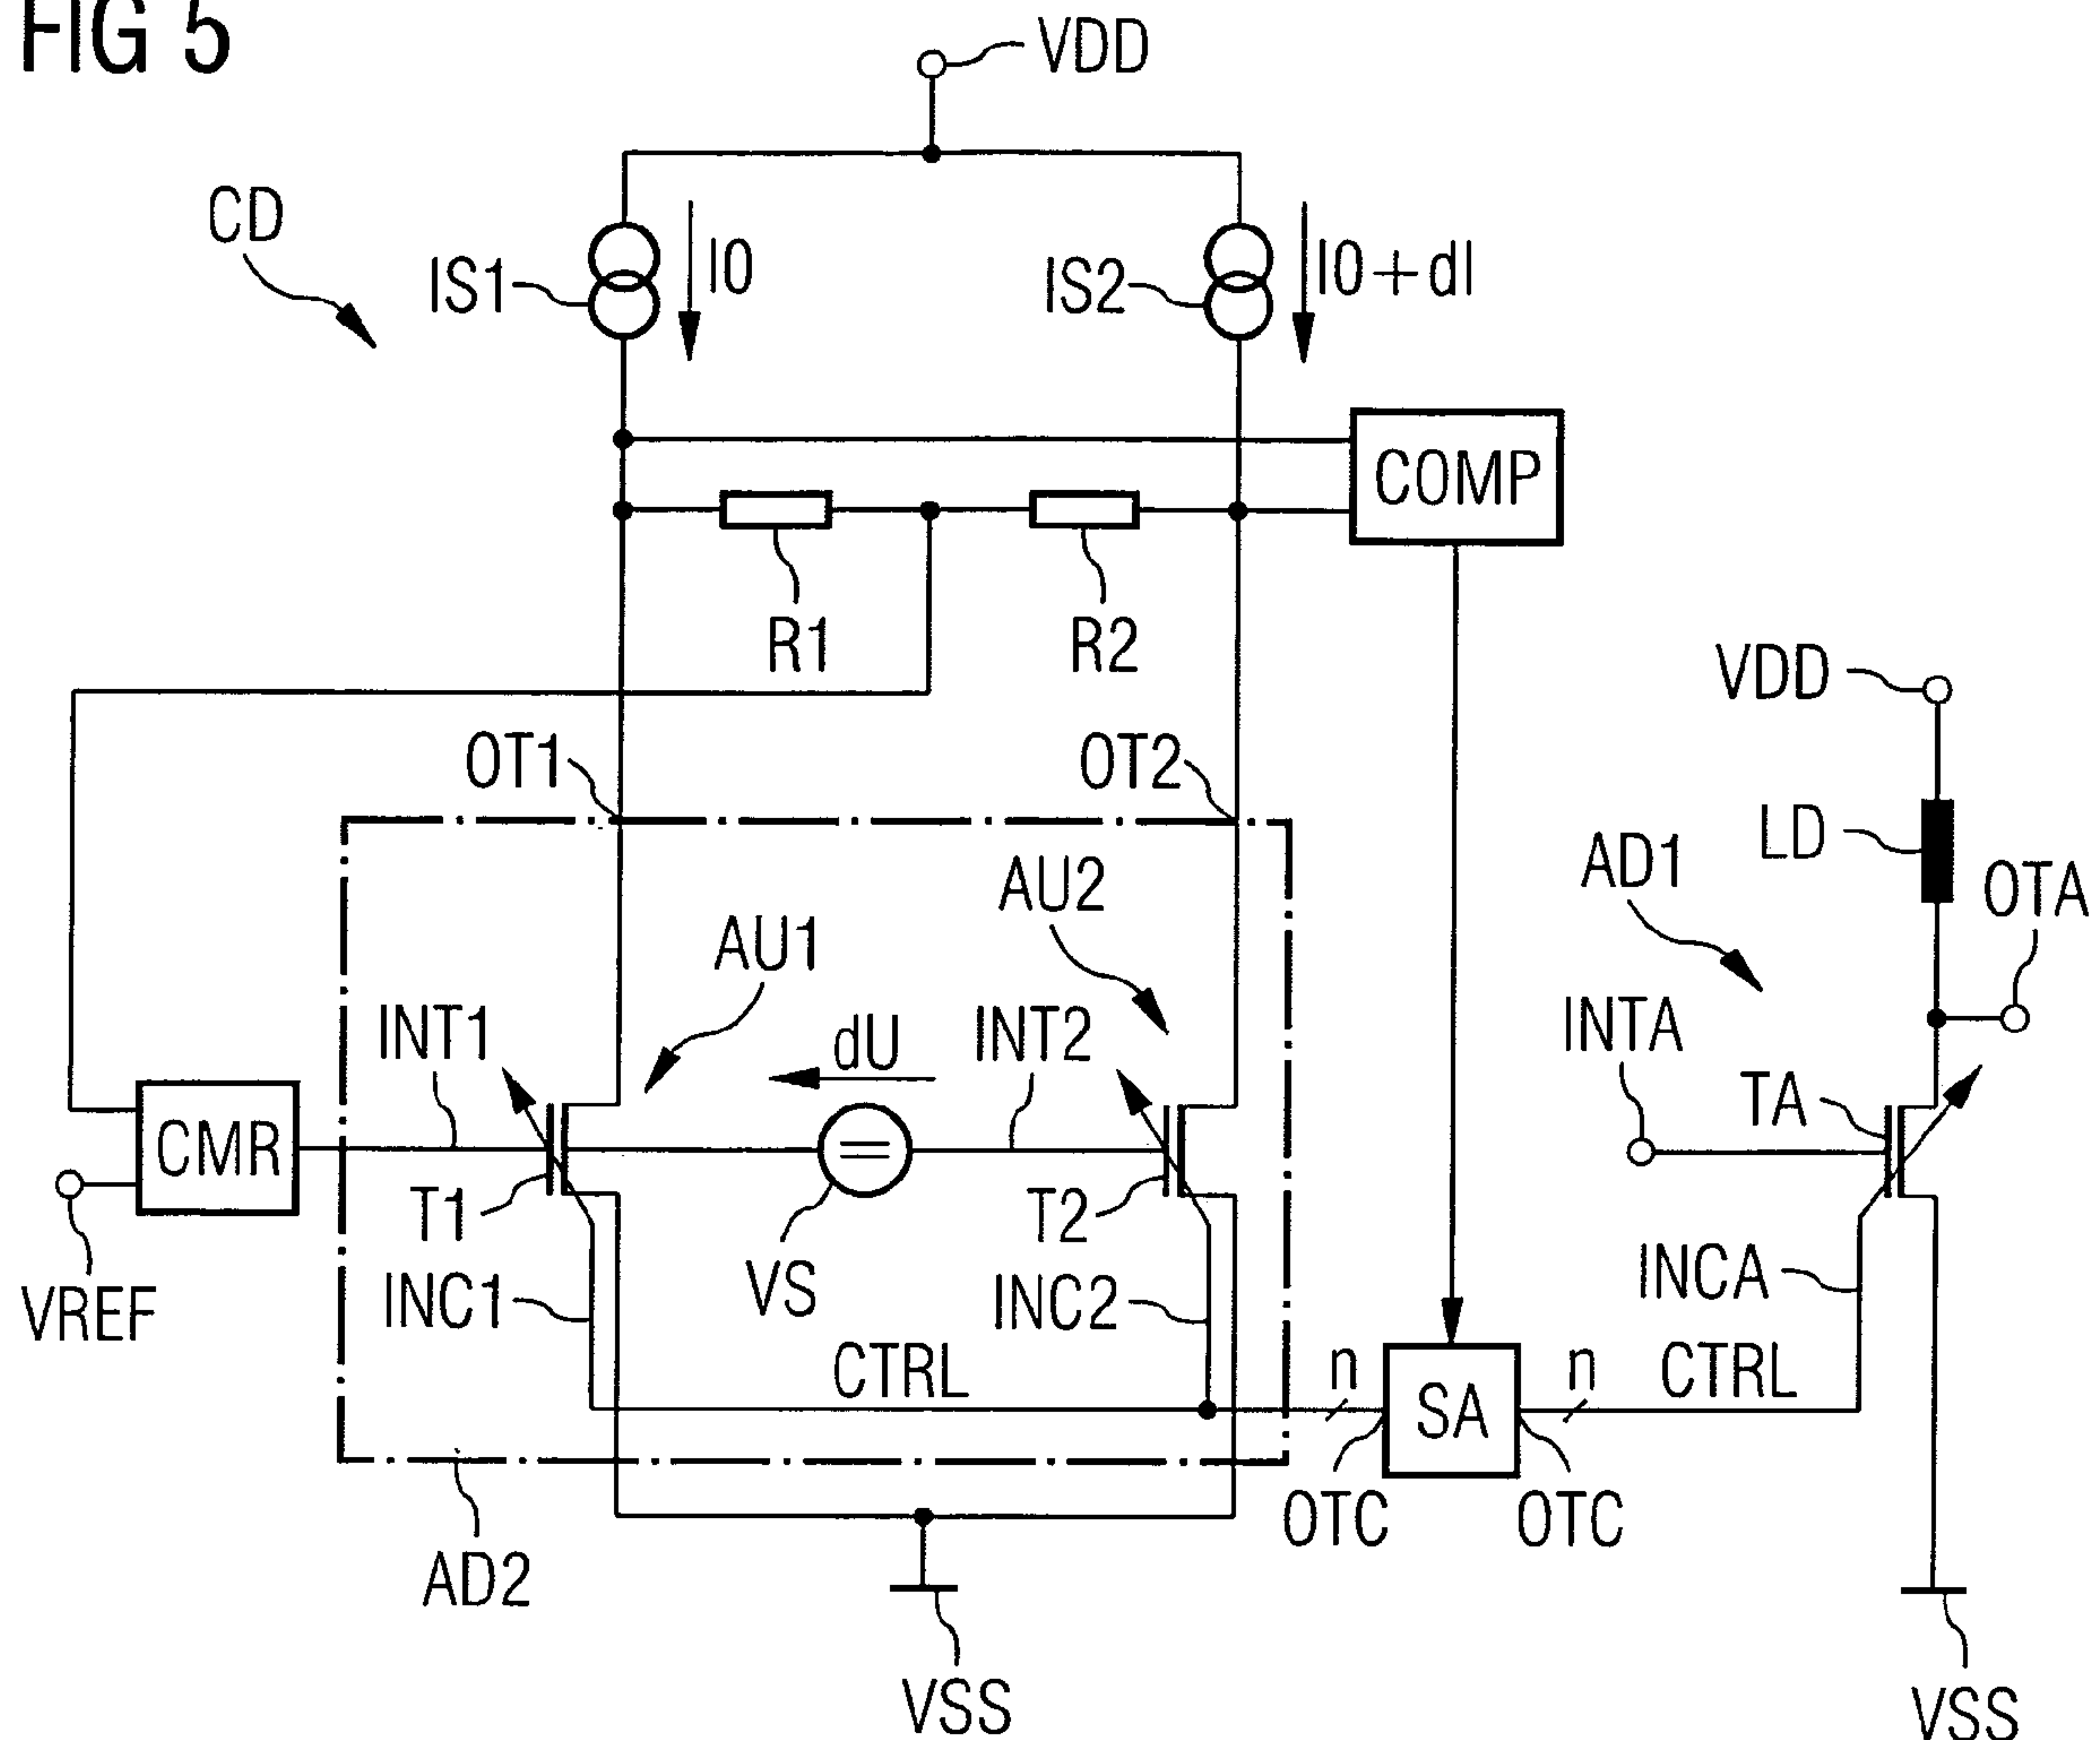 FIG 5
VDD
CD
IS1
I0
IS2
I0+dI
COMP
R1
R2
VDD
OT1
OT2
LD
AD1
OTA
AU2
AU1
INT1
dU
INT2
INTA
TA
CMR
T1
T2
VREF
INC1
VS
INC2
INCA
CTRL
n
SA
n
CTRL
OTC
OTC
AD2
VSS
VSS